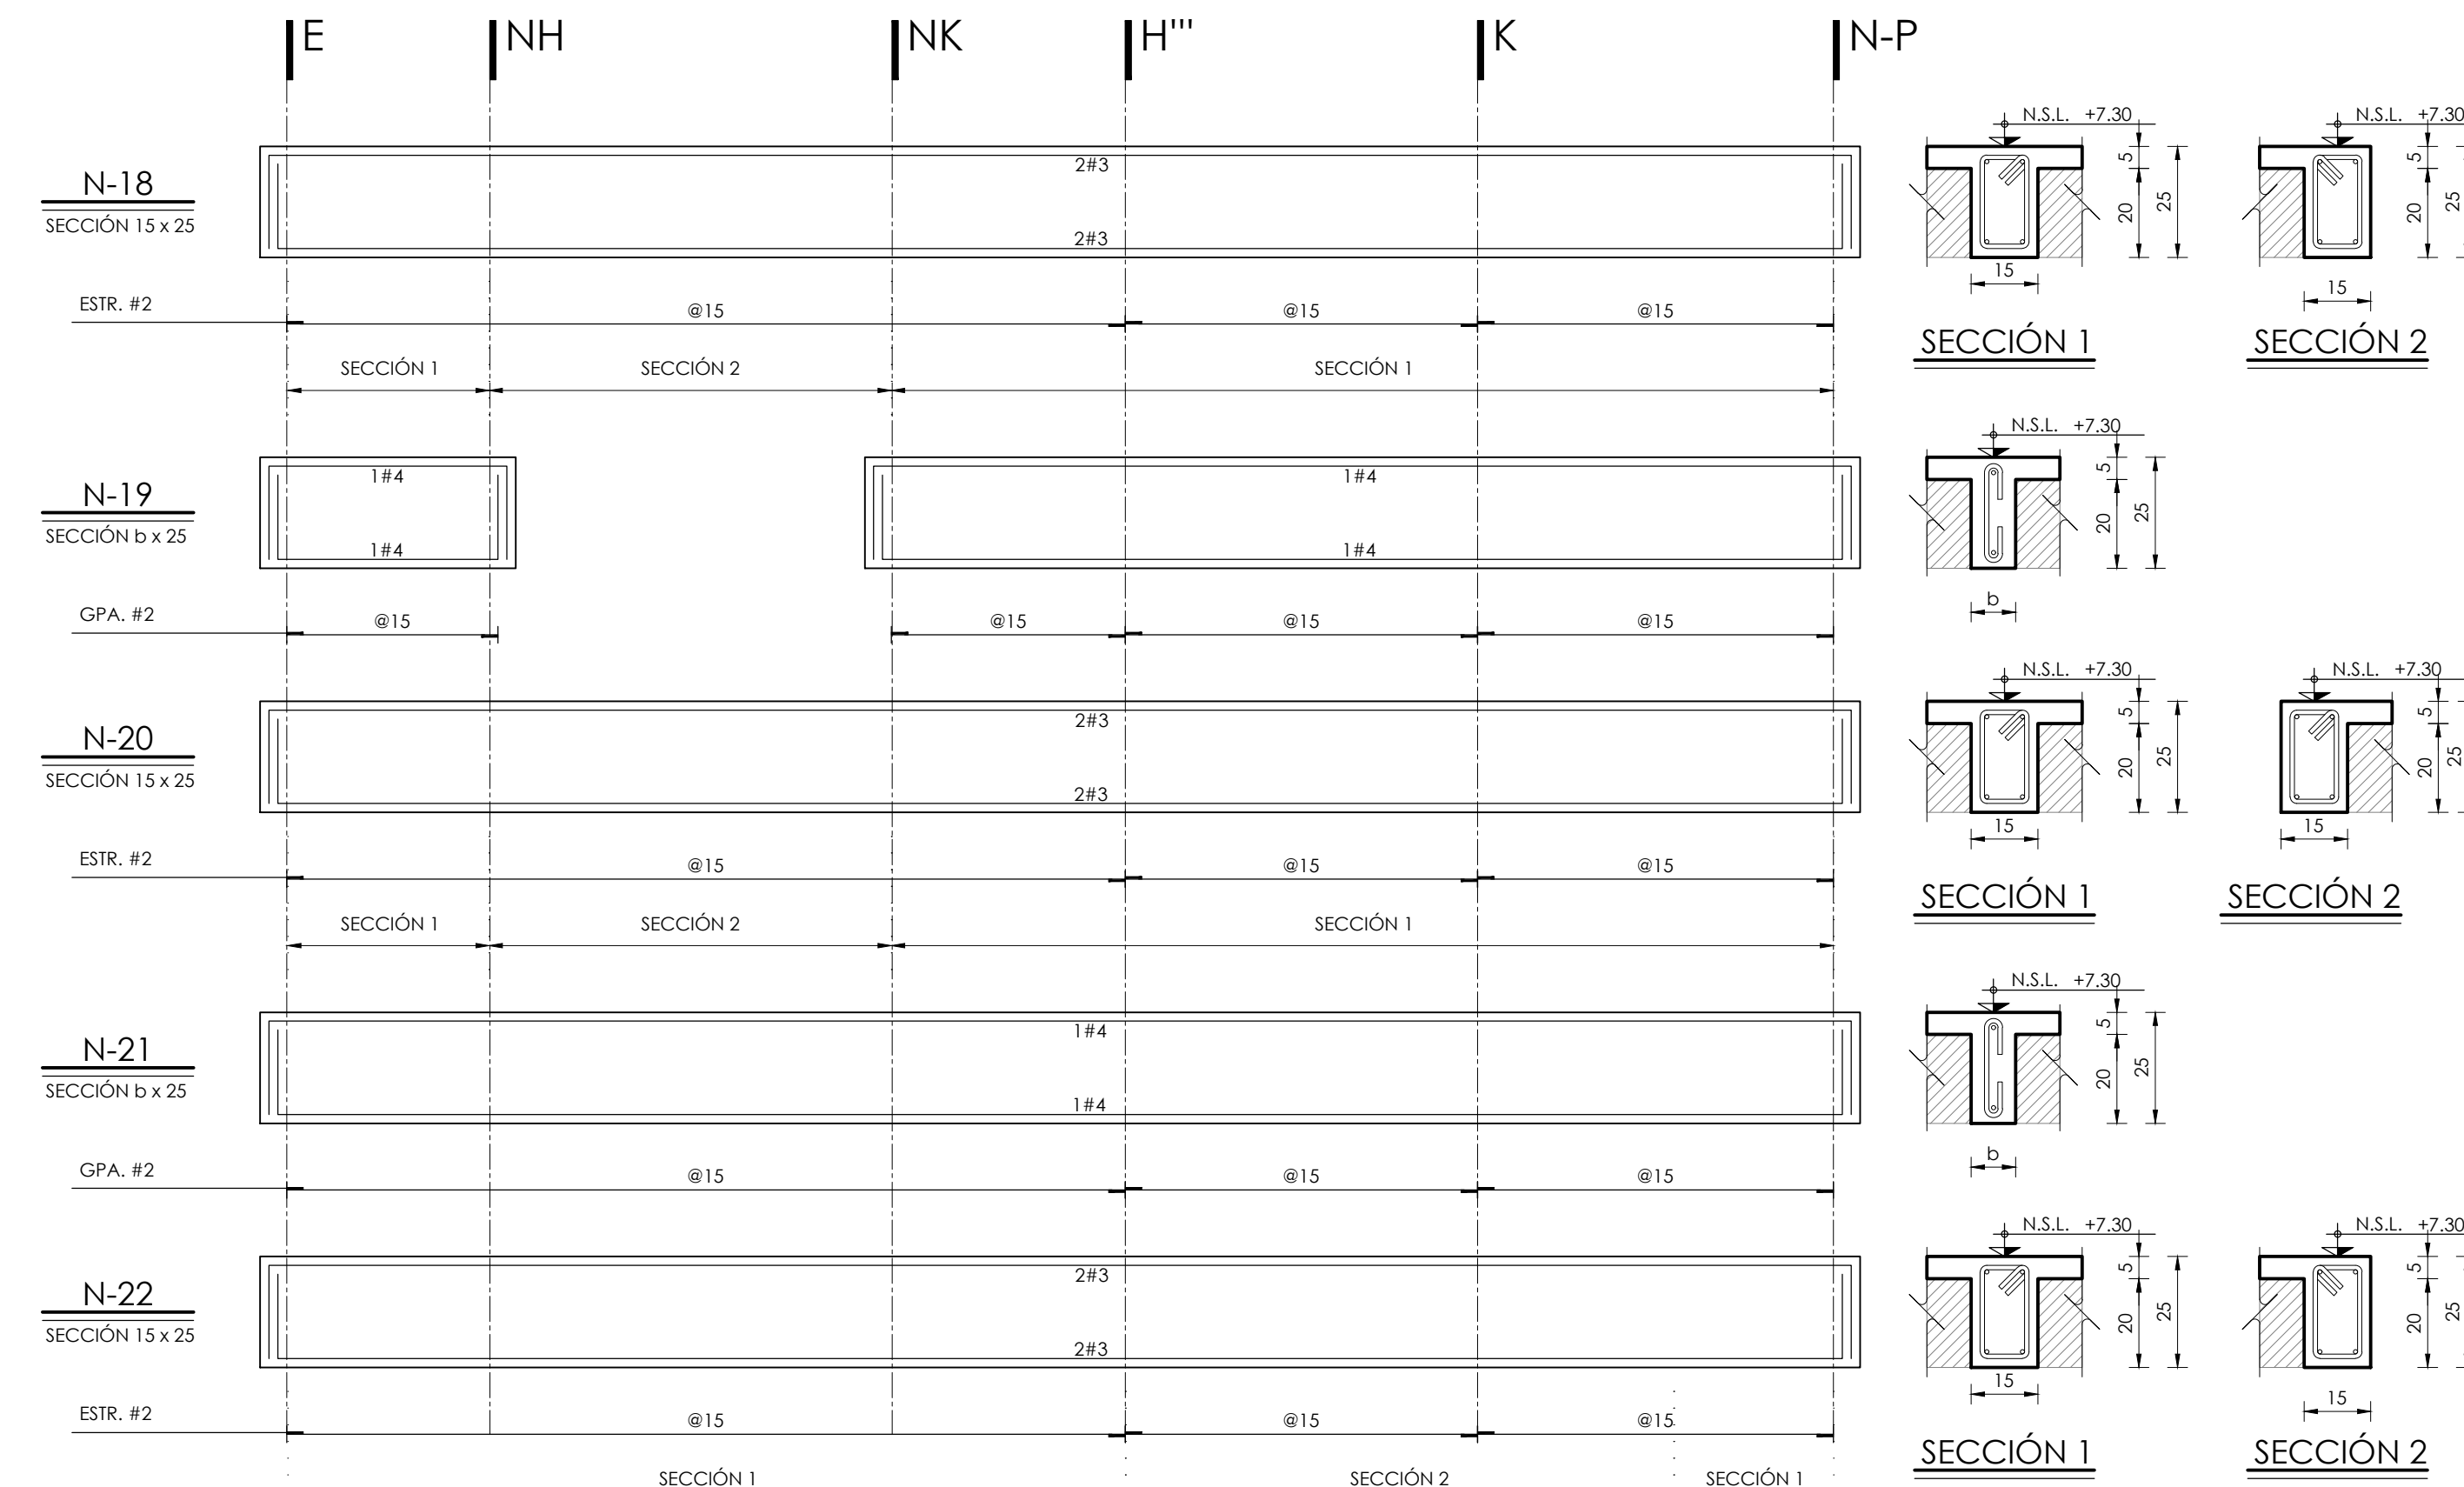 E NH NK H''' K N-P
N-18
SECCIÓN 15 x 25
2#3
2#3
ESTR. #2 @15 @15 @15
SECCIÓN 1 SECCIÓN 2 SECCIÓN 1
N.S.L. +7.30
5
20
25
15
SECCIÓN 1
N.S.L. +7.30
5
20
25
15
SECCIÓN 2
N-19
SECCIÓN b x 25
1#4 1#4
1#4 1#4
GPA. #2 @15 @15 @15 @15
N.S.L. +7.30
5
20
25
b
N-20
SECCIÓN 15 x 25
2#3
2#3
ESTR. #2 @15 @15 @15
SECCIÓN 1 SECCIÓN 2 SECCIÓN 1
N.S.L. +7.30
5
20
25
15
SECCIÓN 1
N.S.L. +7.30
5
20
25
15
SECCIÓN 2
N-21
SECCIÓN b x 25
1#4
1#4
GPA. #2 @15 @15 @15
N.S.L. +7.30
5
20
25
b
N-22
SECCIÓN 15 x 25
2#3
2#3
ESTR. #2 @15 @15 @15
SECCIÓN 1 SECCIÓN 2 SECCIÓN 1
N.S.L. +7.30
5
20
25
15
SECCIÓN 1
N.S.L. +7.30
5
20
25
15
SECCIÓN 2